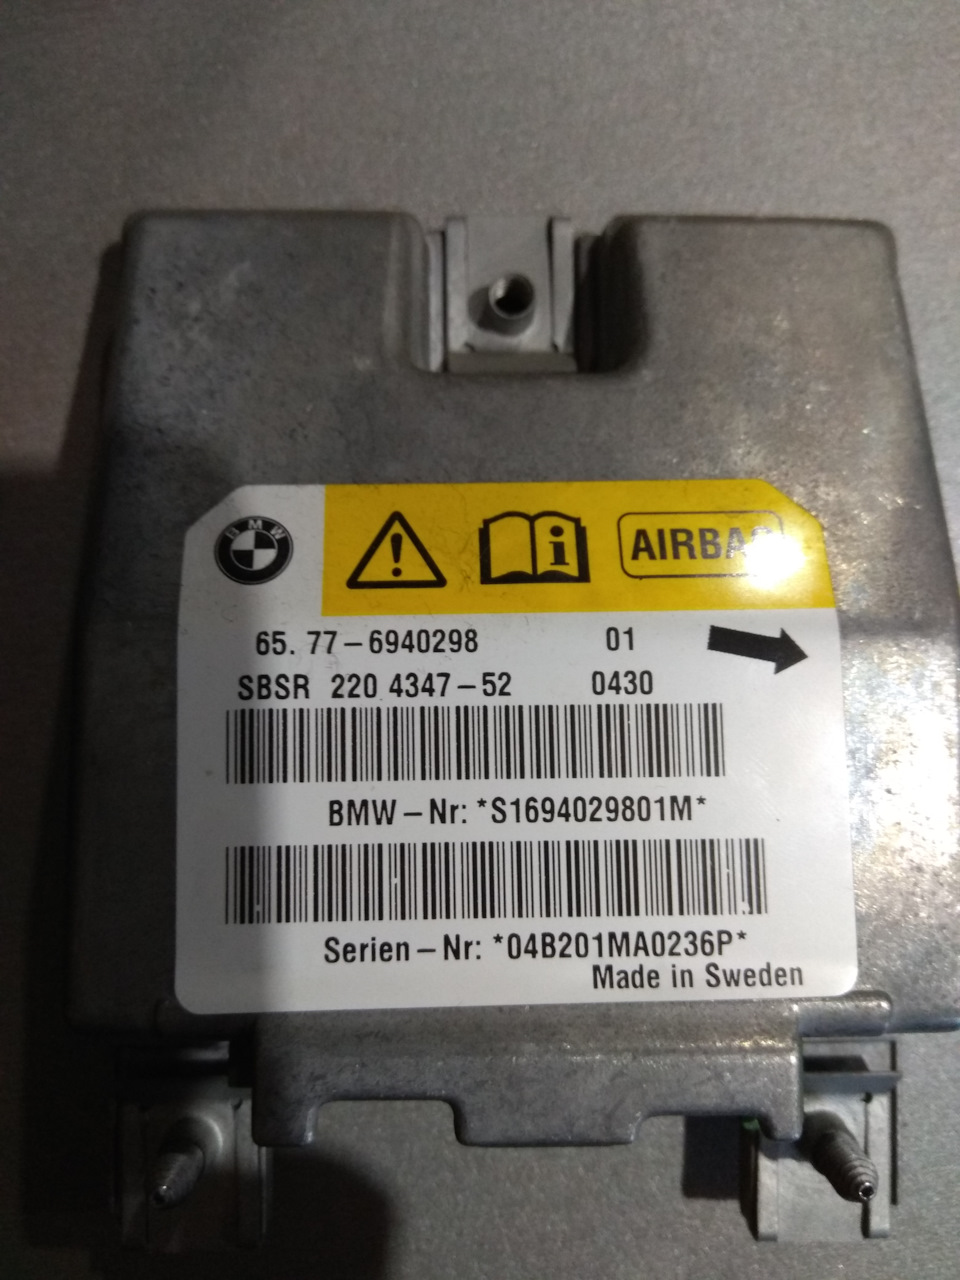 BMW
AIRBAG
65. 77-6940298 01
SBSR 220 4347-52 0430
BMW-Nr: *S1694029801M*
Serien-Nr: *04B201MA0236P*
Made in Sweden